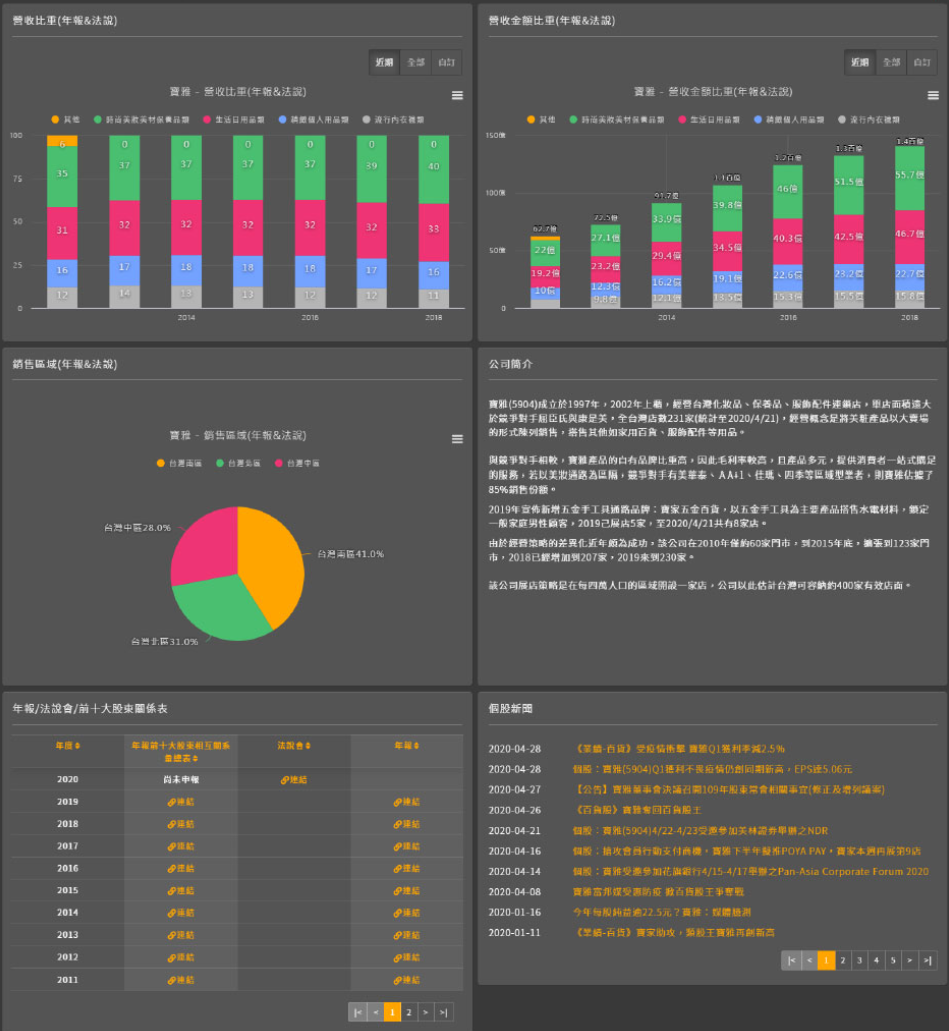 營收比重(年報&法說)
近期 全部 自訂
寶雅 - 營收比重(年報&法說)
其他 時尚美妝美材保養品類 生活日用品類 精緻個人用品類 流行內衣襪類
100
75
50
25
0
6 0 0 0 0 0 0
35 37 37 37 37 39 40
31 32 32 32 32 32 33
16 17 18 18 18 17 16
12 14 13 13 12 12 11
2014 2016 2018
營收金額比重(年報&法說)
近期 全部 自訂
寶雅 - 營收金額比重(年報&法說)
其他 時尚美妝美材保養品類 生活日用品類 精緻個人用品類 流行內衣襪類
1500億
1000億
500億
0
62.7億 72.5億 91.7億 1.1百億 1.2百億 1.3百億 1.4百億
22億 27.1億 33.9億 39.8億 46億 51.5億 55.7億
19.2億 23.2億 29.4億 34.5億 40.3億 42.5億 46.7億
10億 12.3億 16.2億 19.1億 22.6億 23.2億 22.7億
9.8億 12.1億 13.5億 15.3億 15.5億 15.8億
2014 2016 2018
銷售區域(年報&法說)
寶雅 - 銷售區域(年報&法說)
台灣南區 台灣北區 台灣中區
台灣中區28.0%
台灣南區41.0%
台灣北區31.0%
公司簡介
寶雅(5904)成立於1997年，2002年上櫃，經營台灣化妝品、保養品、服飾配件連鎖店，單店面積遠大
於競爭對手屈臣氏與康是美，全台灣店數231家(統計至2020/4/21)，經營概念是將美妝產品以大賣場
的形式陳列銷售，搭售其他如家用百貨、服飾配件等用品。
與競爭對手相較，寶雅產品的自有品牌比重高，因此毛利率較高，且產品多元，提供消費者一站式購足
的服務，若以美妝通路為區隔，競爭對手有美華泰、AA+1、佳瑪、四季等區域型業者，則寶雅佔據了
85%銷售份額。
2019年宣佈新增五金手工具通路品牌：寶家五金百貨，以五金手工具為主要產品搭售水電材料，鎖定
一般家庭男性顧客，2019已展店5家，至2020/4/21共有8家店。
由於經營策略的差異化近年頗為成功，該公司在2010年僅約60家門市，到2015年底，擴張到123家門
市，2018已經增加到207家，2019來到230家。
該公司展店策略是在每四萬人口的區域開設一家店，公司以此估計台灣可容納約400家有效店面。
年報/法說會/前十大股東關係表
年度 年報前十大股東相互關係 法說會 年報
彙總表
2020 尚未申報 連結
2019 連結 連結
2018 連結 連結
2017 連結 連結
2016 連結 連結
2015 連結 連結
2014 連結 連結
2013 連結 連結
2012 連結 連結
2011 連結 連結
|< < 1 2 > >|
個股新聞
2020-04-28 《業績-百貨》受疫情衝擊 寶雅Q1獲利率減2.5%
2020-04-28 個股：寶雅(5904)Q1獲利不畏疫情仍創同期新高，EPS達5.06元
2020-04-27 【公告】寶雅董事會決議召開109年股東常會相關事宜(修正及增列議案)
2020-04-26 《百貨股》寶雅奪回百貨股王
2020-04-21 個股：寶雅(5904)4/22-4/23受邀參加美林證券舉辦之NDR
2020-04-16 個股：搶攻會員行動支付商機，寶雅下半年擬推POYA PAY，寶家本週再展第9店
2020-04-14 個股：寶雅受邀參加花旗銀行4/15-4/17舉辦之Pan-Asia Corporate Forum 2020
2020-04-08 寶雅富邦媒受惠防疫 掀百貨股王爭奪戰
2020-01-16 今年每股純益逾22.5元？寶雅：媒體臆測
2020-01-11 《業績-百貨》寶家助攻，類股王寶雅再創新高
|< < 1 2 3 4 5 > >|